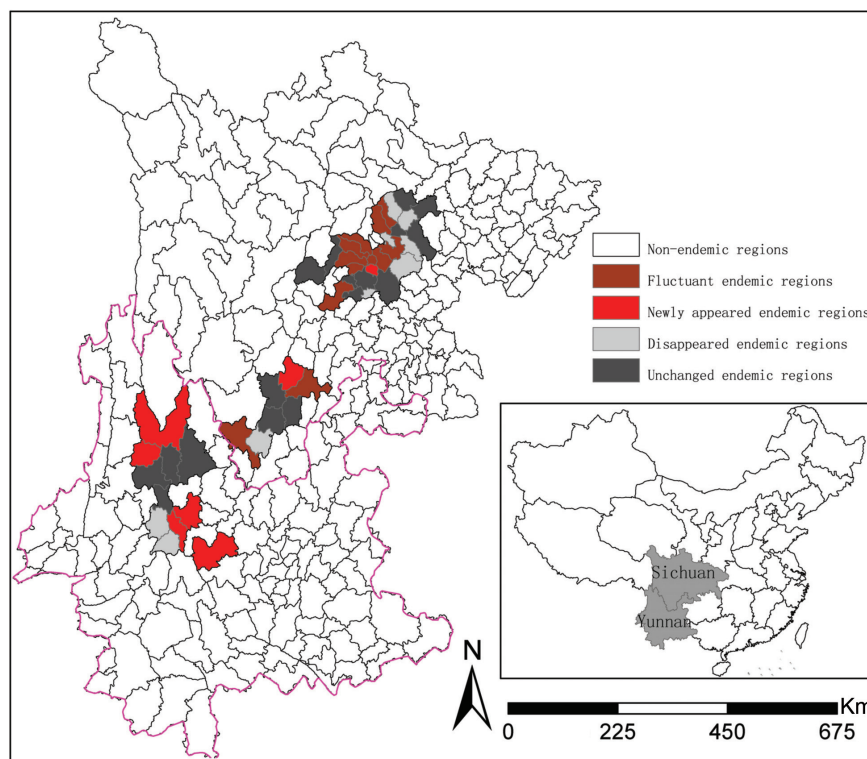 Non-endemic regions
Fluctuant endemic regions
Newly appeared endemic regions
Disappeared endemic regions
Unchanged endemic regions
Sichuan
Yunnan
N
Km
0 225 450 675